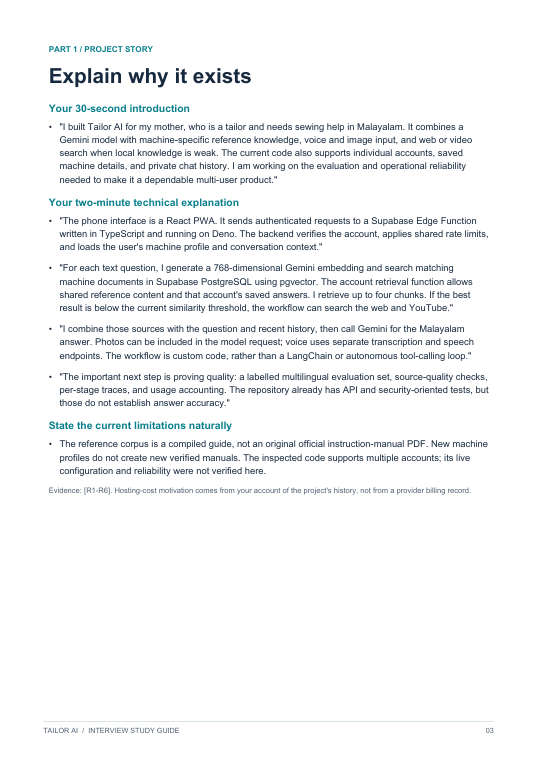 PART 1 / PROJECT STORY
Explain why it exists
Your 30-second introduction
• "I built Tailor AI for my mother, who is a tailor and needs sewing help in Malayalam. It combines a
Gemini model with machine-specific reference knowledge, voice and image input, and web or video
search when local knowledge is weak. The current code also supports individual accounts, saved
machine details, and private chat history. I am working on the evaluation and operational reliability
needed to make it a dependable multi-user product."
Your two-minute technical explanation
• "The phone interface is a React PWA. It sends authenticated requests to a Supabase Edge Function
written in TypeScript and running on Deno. The backend verifies the account, applies shared rate limits,
and loads the user's machine profile and conversation context."
• "For each text question, I generate a 768-dimensional Gemini embedding and search matching
machine documents in Supabase PostgreSQL using pgvector. The account retrieval function allows
shared reference content and that account's saved answers. I retrieve up to four chunks. If the best
result is below the current similarity threshold, the workflow can search the web and YouTube."
• "I combine those sources with the question and recent history, then call Gemini for the Malayalam
answer. Photos can be included in the model request; voice uses separate transcription and speech
endpoints. The workflow is custom code, rather than a LangChain or autonomous tool-calling loop."
• "The important next step is proving quality: a labelled multilingual evaluation set, source-quality checks,
per-stage traces, and usage accounting. The repository already has API and security-oriented tests, but
those do not establish answer accuracy."
State the current limitations naturally
• The reference corpus is a compiled guide, not an original official instruction-manual PDF. New machine
profiles do not create new verified manuals. The inspected code supports multiple accounts; its live
configuration and reliability were not verified here.
Evidence: [R1-R6]. Hosting-cost motivation comes from your account of the project's history, not from a provider billing record.
TAILOR AI / INTERVIEW STUDY GUIDE
03